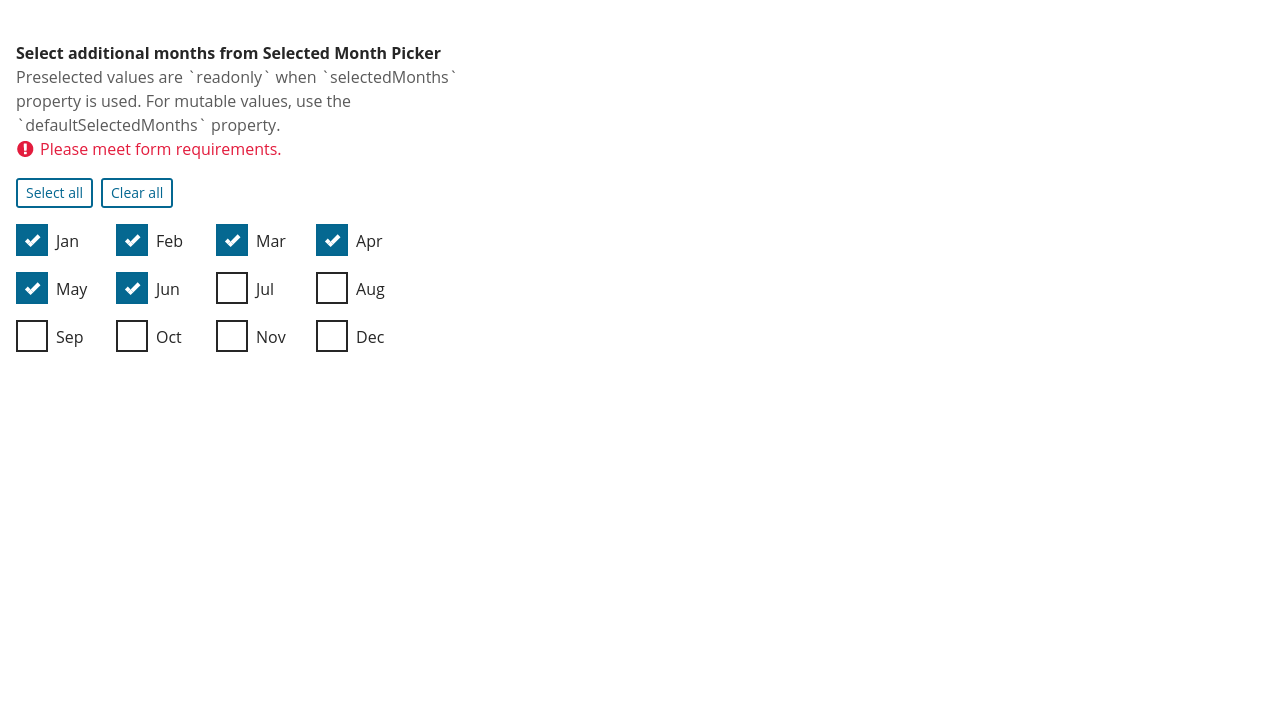 Select additional months from Selected Month Picker
Preselected values are `readonly` when `selectedMonths`
property is used. For mutable values, use the
`defaultSelectedMonths` property.
Please meet form requirements.
Select all Clear all
Jan Feb Mar Apr
May Jun Jul Aug
Sep Oct Nov Dec